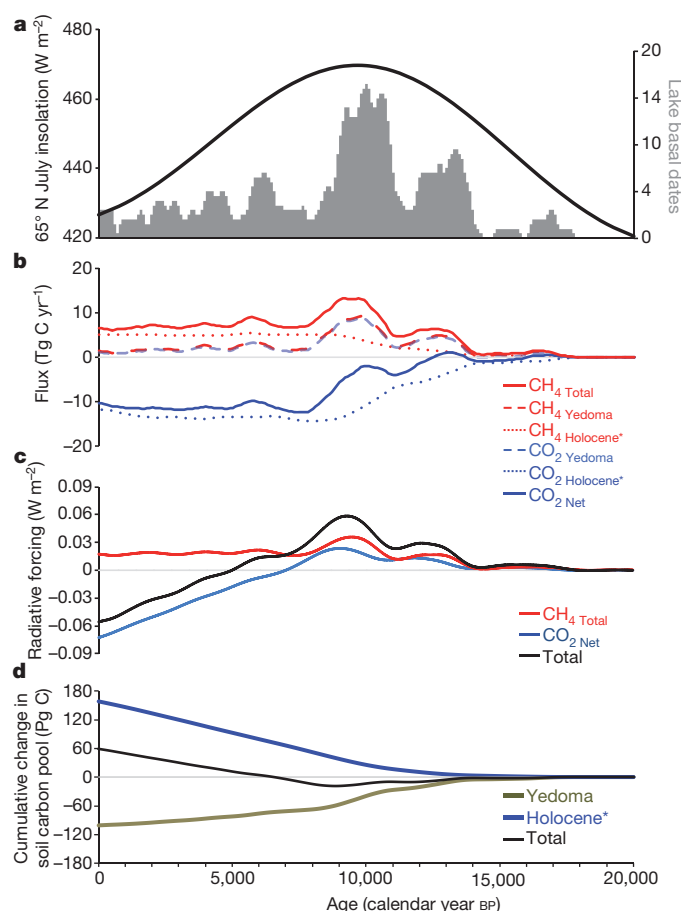 a
65° N July insolation (W m⁻²)
480
460
440
420
20
14
10
4
0
Lake basal dates
b
Flux (Tg C yr⁻¹)
20
10
0
−10
−20
CH₄ Total
CH₄ Yedoma
CH₄ Holocene*
CO₂ Yedoma
CO₂ Holocene*
CO₂ Net
c
Radiative forcing (W m⁻²)
0.09
0.06
0.03
0
−0.03
−0.06
−0.09
CH₄ Total
CO₂ Net
Total
d
Cumulative change in
soil carbon pool (Pg C)
180
120
60
0
−60
−120
−180
Yedoma
Holocene*
Total
0 5,000 10,000 15,000 20,000
Age (calendar year BP)